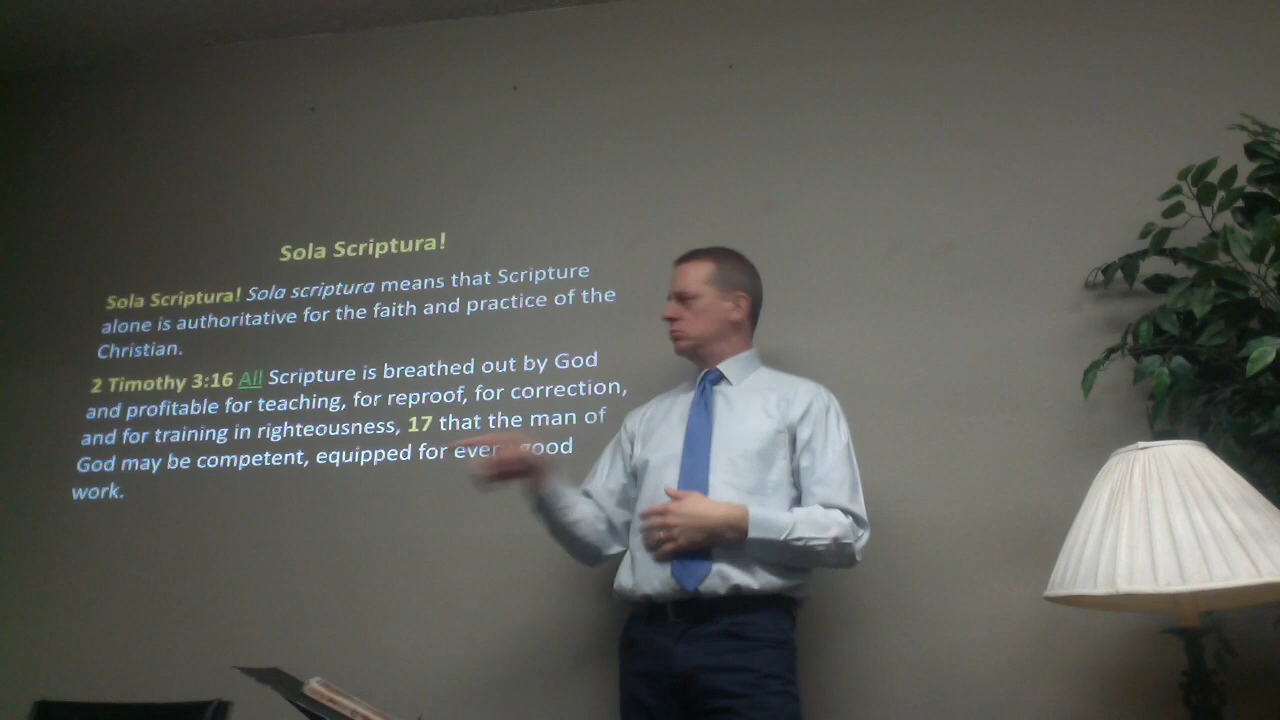 Sola Scriptura!
Sola Scriptura! Sola scriptura means that Scripture
alone is authoritative for the faith and practice of the
Christian.
2 Timothy 3:16 All Scripture is breathed out by God
and profitable for teaching, for reproof, for correction,
and for training in righteousness, 17 that the man of
God may be competent, equipped for every good
work.